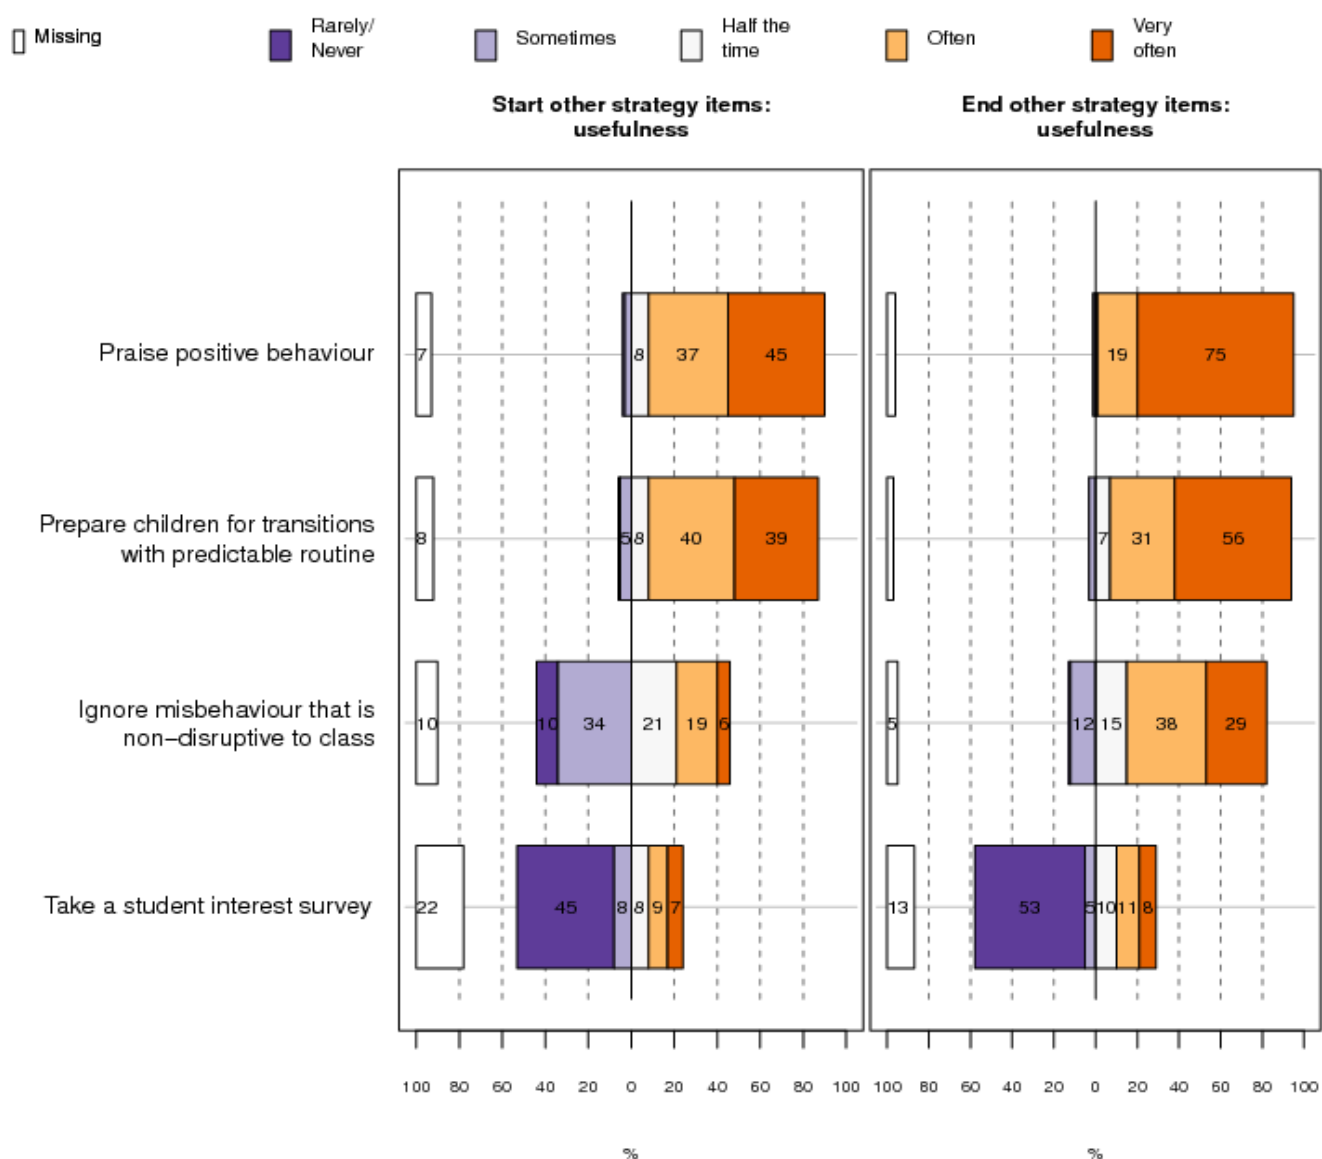 Missing
Rarely/
Never
Sometimes
Half the
time
Often
Very
often
Start other strategy items:
usefulness
End other strategy items:
usefulness
Praise positive behaviour
7 8 37 45
19 75
Prepare children for transitions
with predictable routine
8 5 8 40 39
7 31 56
Ignore misbehaviour that is
non−disruptive to class
10 10 34 21 19 6
5 12 15 38 29
Take a student interest survey
22 45 8 8 9 7
13 53 5 10 11 8
100 80 60 40 20 0 20 40 60 80 100
100 80 60 40 20 0 20 40 60 80 100
%
%